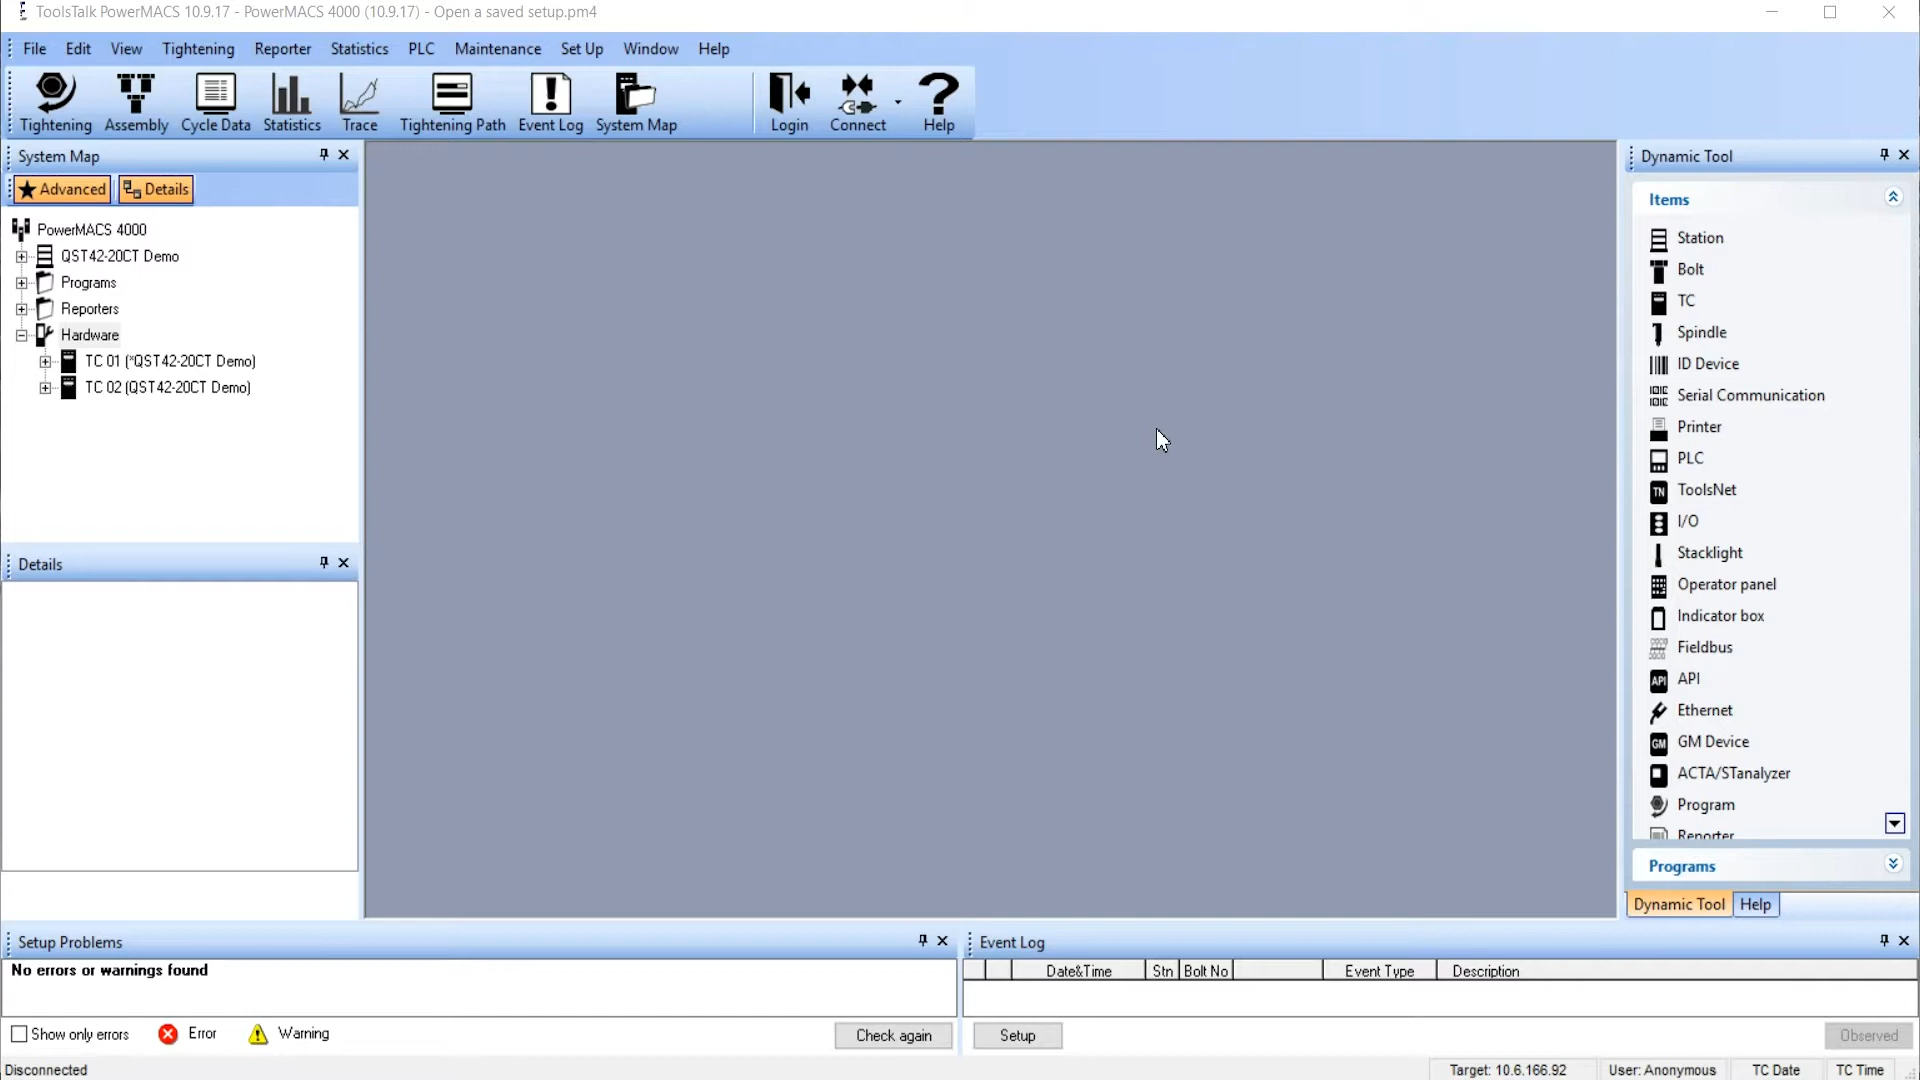 ToolsTalk PowerMACS 10.9.17 - PowerMACS 4000 (10.9.17) - Open a saved setup.pm4
File Edit View Tightening Reporter Statistics PLC Maintenance Set Up Window Help
Tightening Assembly Cycle Data Statistics Trace Tightening Path Event Log System Map Login Connect Help
System Map
Advanced Details
PowerMACS 4000
QST42-20CT Demo
Programs
Reporters
Hardware
TC 01 (*QST42-20CT Demo)
TC 02 (QST42-20CT Demo)
Details
Dynamic Tool
Items
Station
Bolt
TC
Spindle
ID Device
Serial Communication
Printer
PLC
TN ToolsNet
I/O
Stacklight
Operator panel
Indicator box
Fieldbus
API API
Ethernet
GM GM Device
ACTA/STanalyzer
Program
Reporter
Programs
Dynamic Tool Help
Setup Problems
No errors or warnings found
Show only errors Error Warning Check again
Event Log
Date&Time Stn Bolt No Event Type Description
Setup Observed
Disconnected Target: 10.6.166.92 User: Anonymous TC Date TC Time